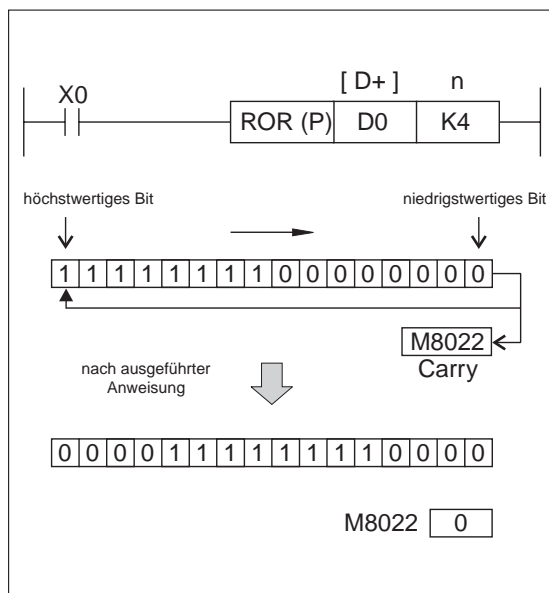 [ D+ ] n
X0
ROR (P) D0 K4
höchstwertiges Bit niedrigstwertiges Bit
1 1 1 1 1 1 1 1 0 0 0 0 0 0 0 0
M8022
Carry
nach ausgeführter
Anweisung
0 0 0 0 1 1 1 1 1 1 1 1 0 0 0 0
M8022 0